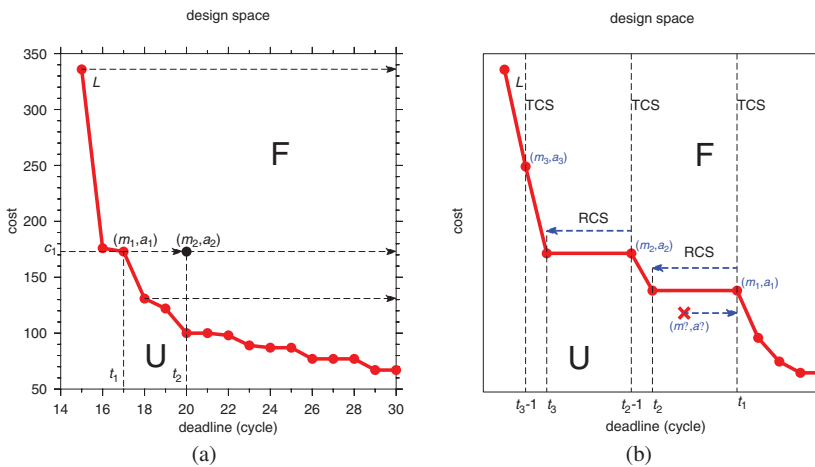 design space
350
300
250
200
150
100
50
cost
c1
L
F
(m1,a1)
(m2,a2)
U
t1
t2
14 16 18 20 22 24 26 28 30
deadline (cycle)
(a)
design space
cost
L
TCS TCS TCS
(m3,a3)
F
RCS
(m2,a2)
RCS
(m1,a1)
(m?,a?)
U
t3-1 t3 t2-1 t2 t1
deadline (cycle)
(b)